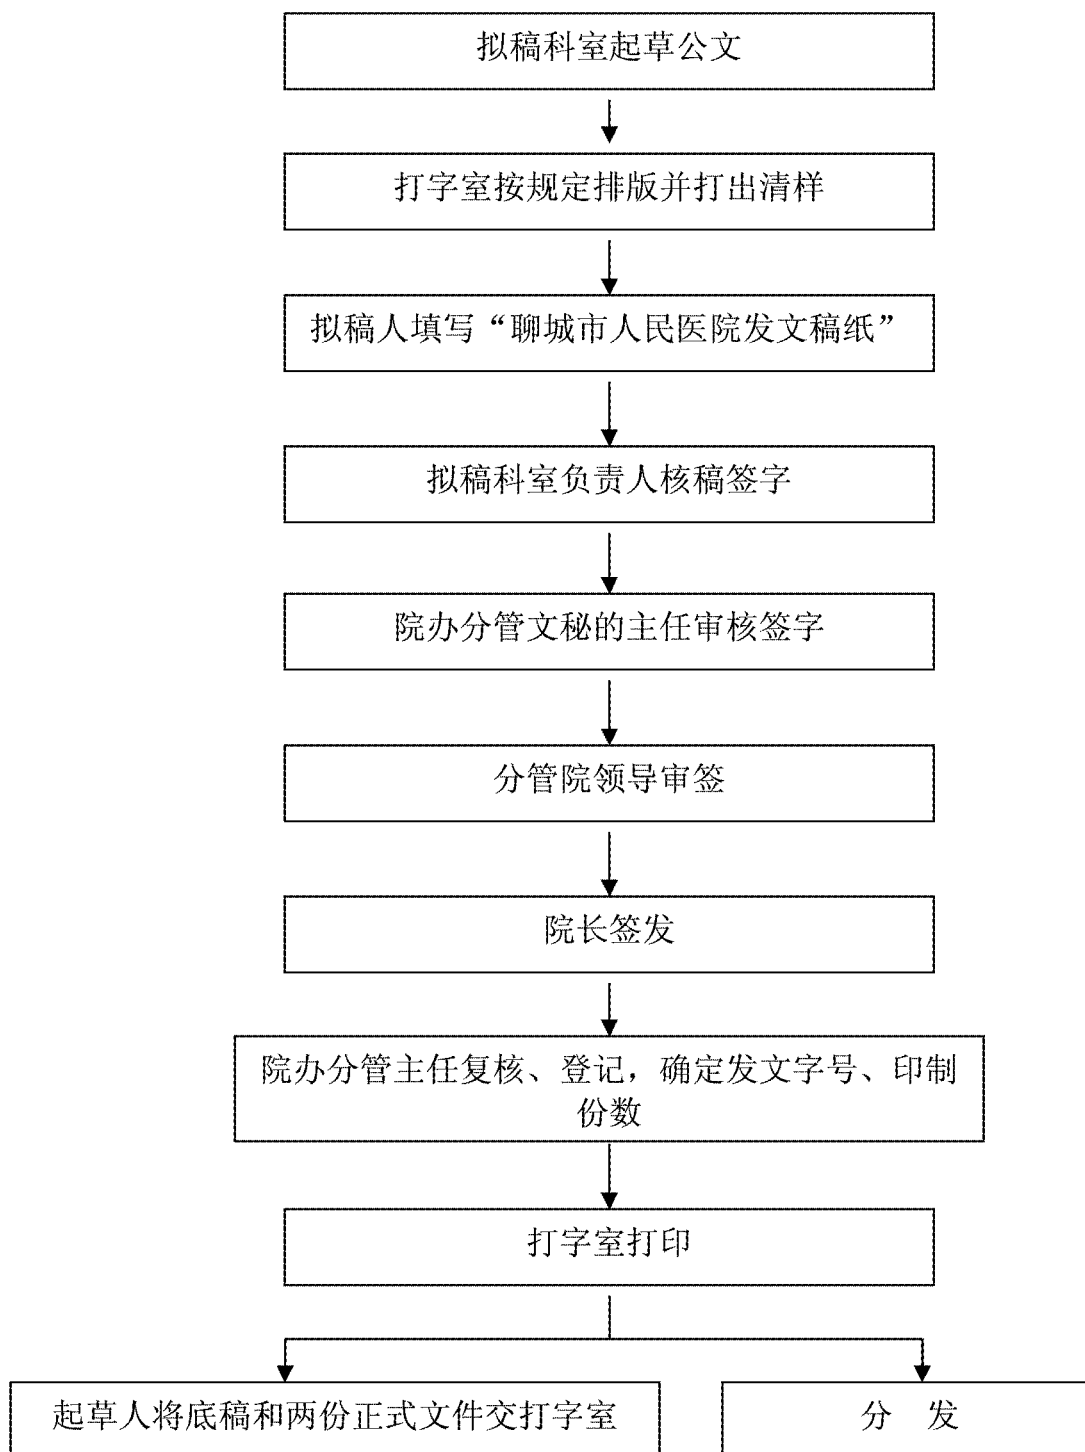 拟稿科室起草公文
打字室按规定排版并打出清样
拟稿人填写“聊城市人民医院发文稿纸”
拟稿科室负责人核稿签字
院办分管文秘的主任审核签字
分管院领导审签
院长签发
院办分管主任复核、登记，确定发文字号、印制
份数
打字室打印
起草人将底稿和两份正式文件交打字室
分　发